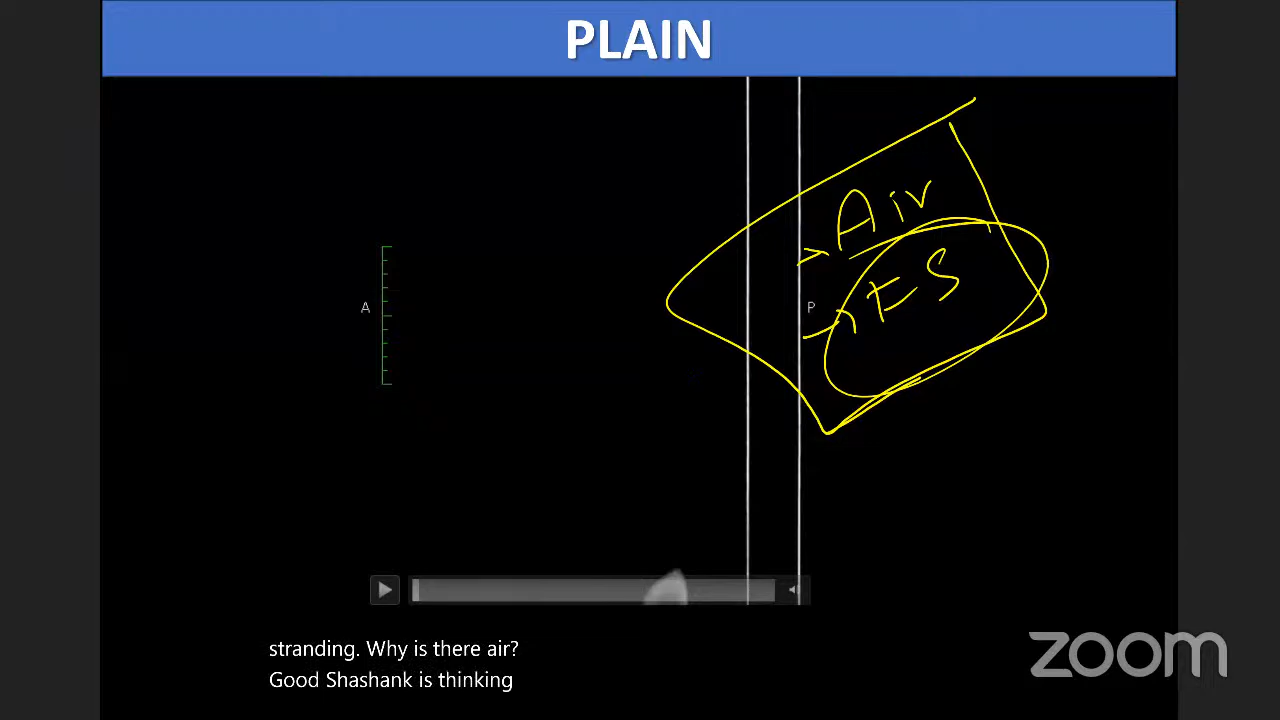 PLAIN
Air
FS
A
P
stranding. Why is there air?
Good Shashank is thinking
zoom